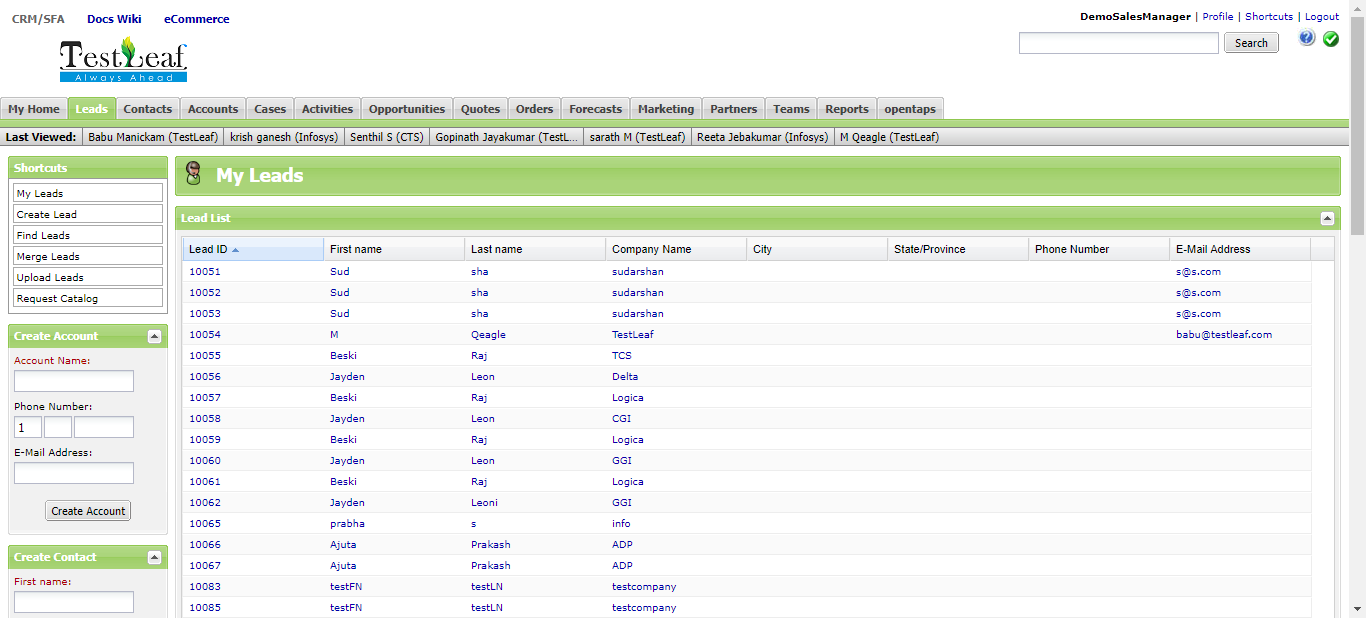 CRM/SFA Docs Wiki eCommerce
DemoSalesManager | Profile | Shortcuts | Logout
TestLeaf
Always Ahead
Search
?
My Home Leads Contacts Accounts Cases Activities Opportunities Quotes Orders Forecasts Marketing Partners Teams Reports opentaps
Last Viewed: Babu Manickam (TestLeaf) krish ganesh (Infosys) Senthil S (CTS) Gopinath Jayakumar (TestL... sarath M (TestLeaf) Reeta Jebakumar (Infosys) M Qeagle (TestLeaf)
Shortcuts
My Leads
Create Lead
Find Leads
Merge Leads
Upload Leads
Request Catalog
Create Account
Account Name:
Phone Number:
1
E-Mail Address:
Create Account
Create Contact
First name:
My Leads
Lead List
Lead ID First name Last name Company Name City State/Province Phone Number E-Mail Address
10051 Sud sha sudarshan s@s.com
10052 Sud sha sudarshan s@s.com
10053 Sud sha sudarshan s@s.com
10054 M Qeagle TestLeaf babu@testleaf.com
10055 Beski Raj TCS
10056 Jayden Leon Delta
10057 Beski Raj Logica
10058 Jayden Leon CGI
10059 Beski Raj Logica
10060 Jayden Leon GGI
10061 Beski Raj Logica
10062 Jayden Leoni GGI
10065 prabha s info
10066 Ajuta Prakash ADP
10067 Ajuta Prakash ADP
10083 testFN testLN testcompany
10085 testFN testLN testcompany